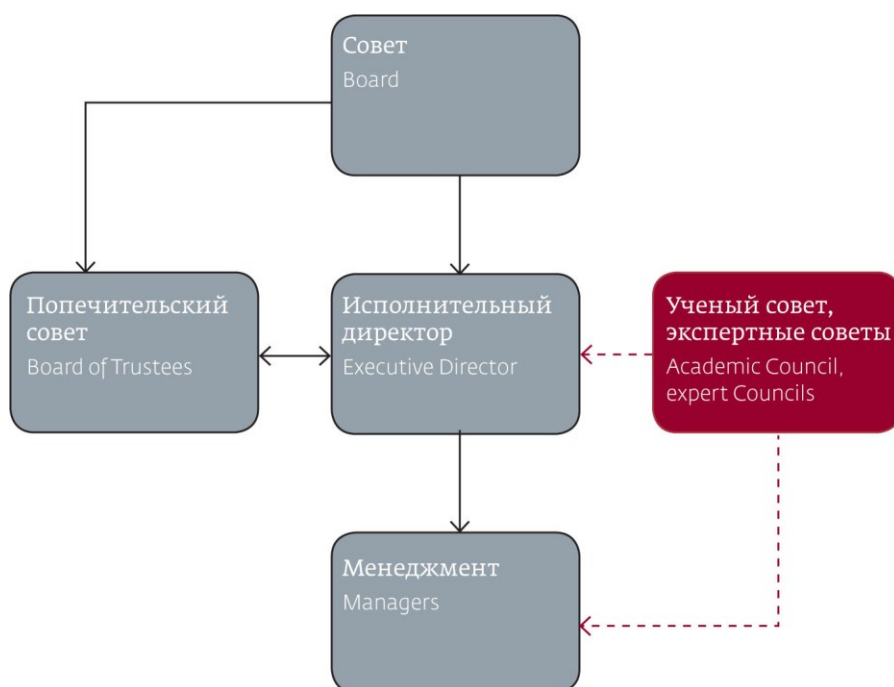 Совет
Board
Попечительский
совет
Board of Trustees
Исполнительный
директор
Executive Director
Ученый совет,
экспертные советы
Academic Council,
expert Councils
Менеджмент
Managers